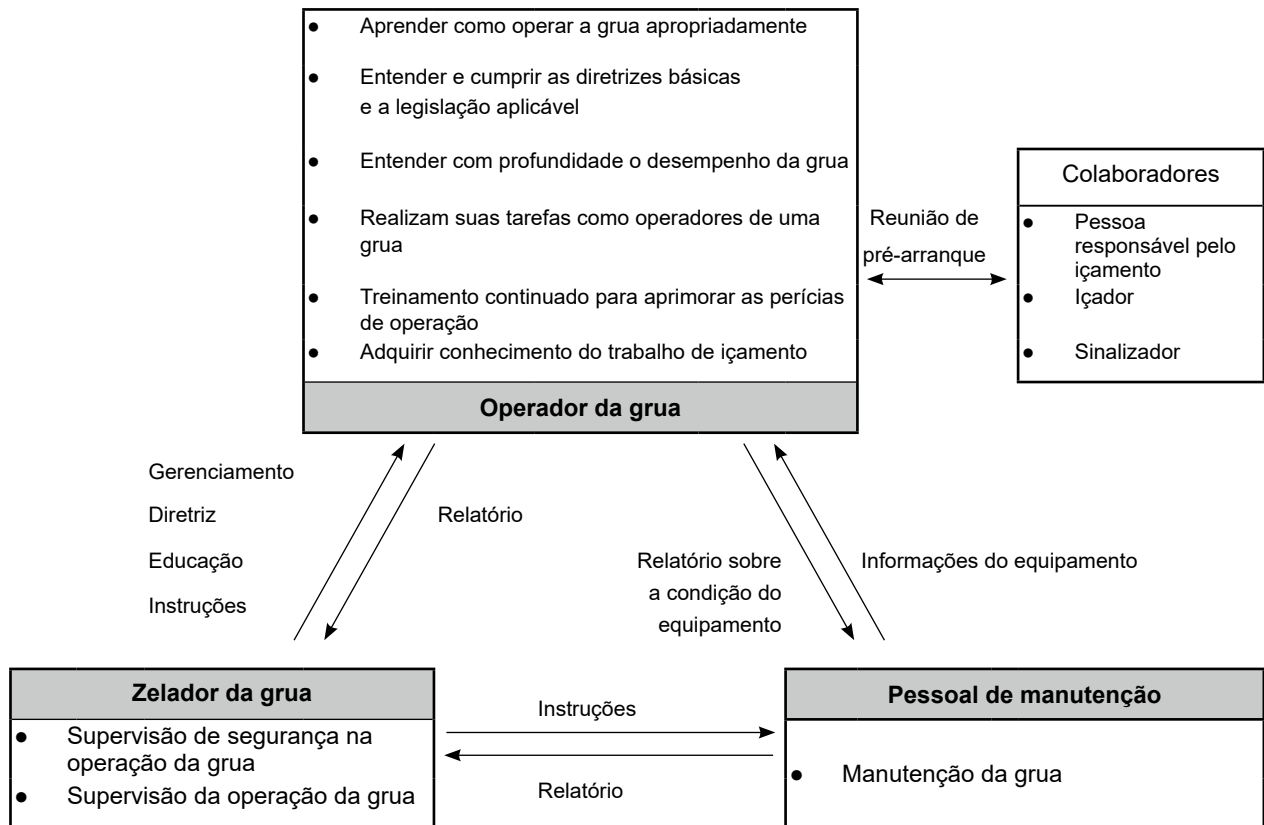 ● Aprender como operar a grua apropriadamente
● Entender e cumprir as diretrizes básicas
e a legislação aplicável
● Entender com profundidade o desempenho da grua
● Realizam suas tarefas como operadores de uma
grua
● Treinamento continuado para aprimorar as perícias
de operação
● Adquirir conhecimento do trabalho de içamento
Operador da grua
Reunião de
pré-arranque
Colaboradores
● Pessoa
responsável pelo
içamento
● Içador
● Sinalizador
Gerenciamento
Diretriz
Educação
Instruções
Relatório
Relatório sobre
a condição do
equipamento
Informações do equipamento
Zelador da grua
● Supervisão de segurança na
operação da grua
● Supervisão da operação da grua
Instruções
Relatório
Pessoal de manutenção
● Manutenção da grua